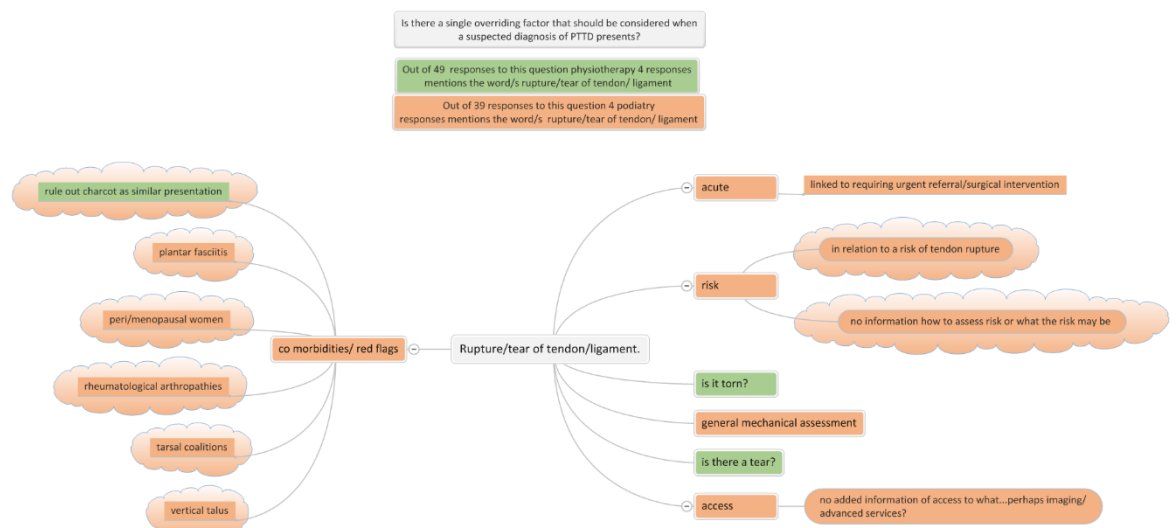 Is there a single overriding factor that should be considered when
a suspected diagnosis of PTTD presents?
Out of 49 responses to this question physiotherapy 4 responses
mentions the word/s rupture/tear of tendon/ ligament
Out of 39 responses to this question 4 podiatry
responses mentions the word/s rupture/tear of tendon/ ligament
rule out charcot as similar presentation
plantar fasciitis
peri/menopausal women
rheumatological arthropathies
tarsal coalitions
vertical talus
co morbidities/ red flags
Rupture/tear of tendon/ligament.
acute
linked to requiring urgent referral/surgical intervention
risk
in relation to a risk of tendon rupture
no information how to assess risk or what the risk may be
is it torn?
general mechanical assessment
is there a tear?
access
no added information of access to what...perhaps imaging/
advanced services?